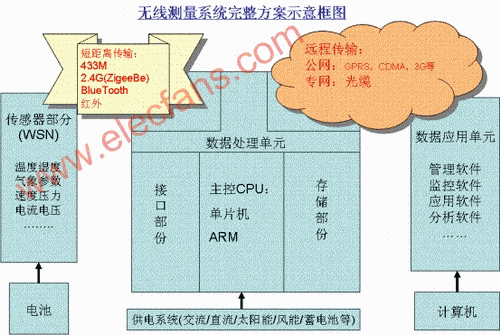 无线测量系统完整方案示意框图
短距离传输：
433M
2.4G(ZigeeBe)
BlueTooth
红外
远程传输：
公网：GPRS，CDMA，3G等
专网：光缆
www.elecfans.com
传感器部分
(WSN)
温度湿度
气象参数
速度压力
电流电压
........
数据处理单元
接口部份
主控CPU：
单片机
ARM
存储部份
数据应用单元
管理软件
监控软件
应用软件
分析软件
......
电池
供电系统(交流/直流/太阳能/风能/蓄电池等)
计算机